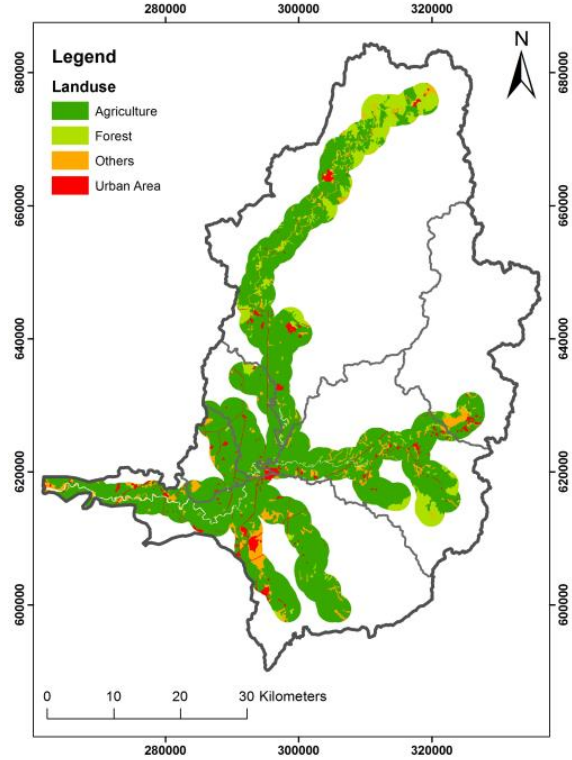 280000 300000 320000
N
Legend
Landuse
Agriculture
Forest
Others
Urban Area
680000 680000
660000 660000
640000 640000
620000 620000
600000 600000
0 10 20 30 Kilometers
280000 300000 320000